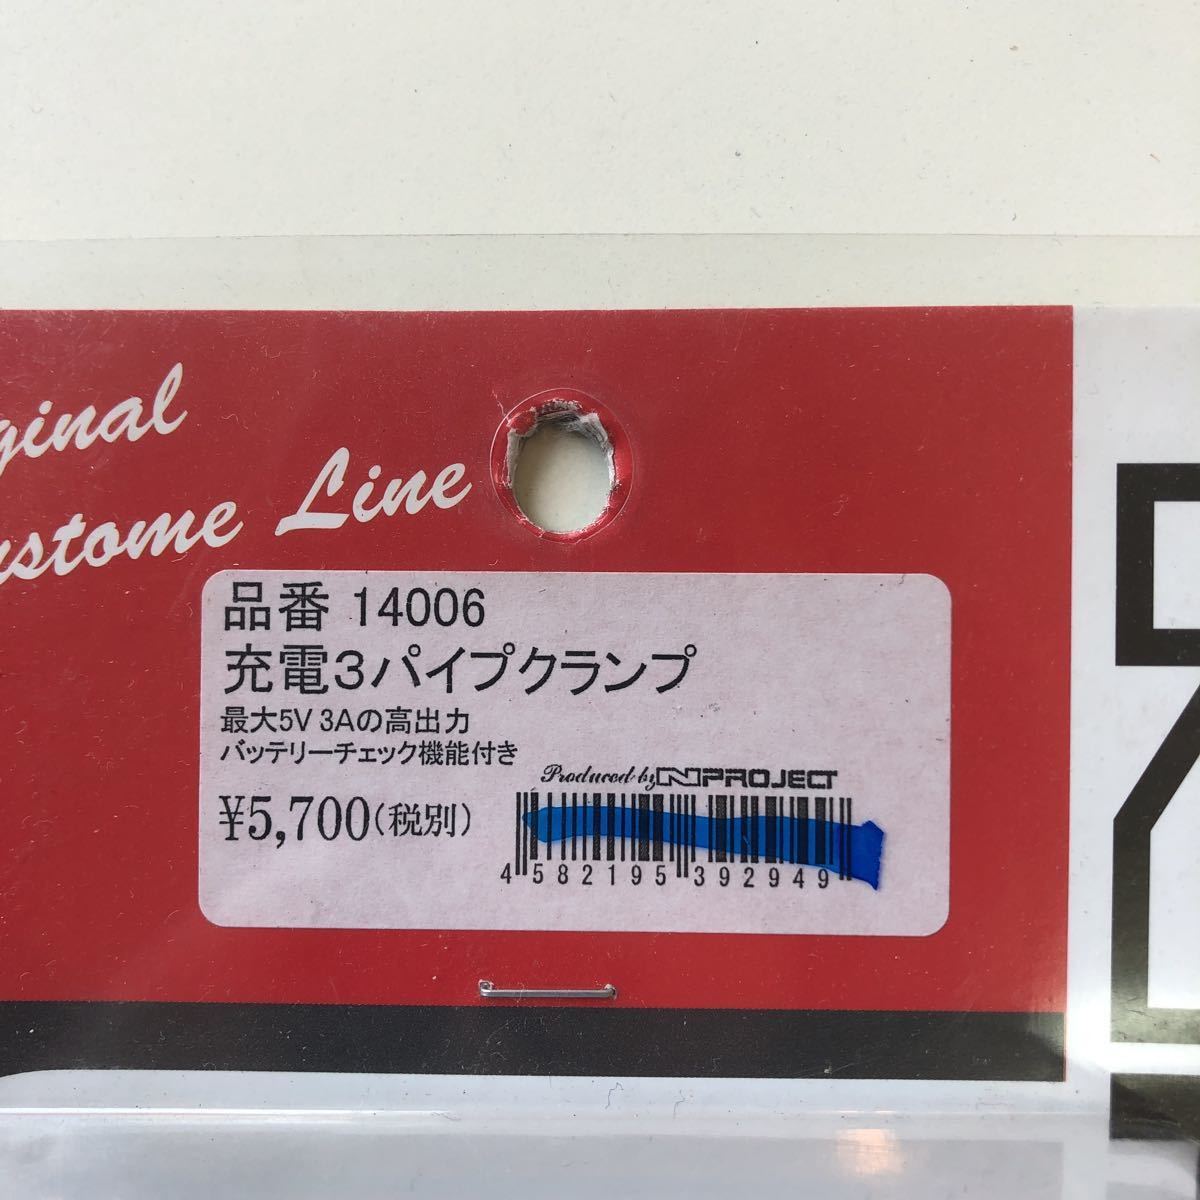 ginal
ustome Line
品番 14006
充電3パイプクランプ
最大5V 3Aの高出力
バッテリーチェック機能付き
Produced by N PROJECT
¥5,700(税別)
4 582195 392949